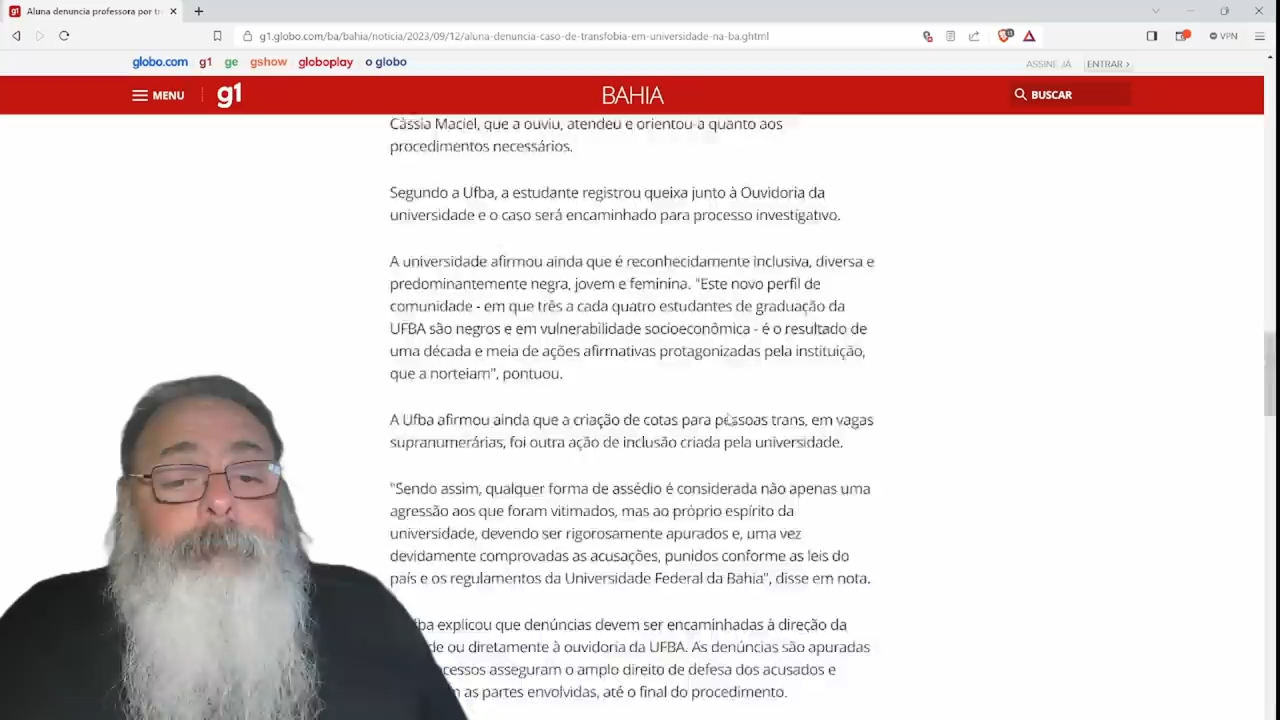 g1 Aluna denuncia professora por tr
g1.globo.com/ba/bahia/noticia/2023/09/12/aluna-denuncia-caso-de-transfobia-em-universidade-na-ba.ghtml
VPN
globo.com g1 ge gshow globoplay o globo
ASSINE JÁ ENTRAR
MENU g1 BAHIA BUSCAR
Cássia Maciel, que a ouviu, atendeu e orientou a quanto aos
procedimentos necessários.
Segundo a Ufba, a estudante registrou queixa junto à Ouvidoria da
universidade e o caso será encaminhado para processo investigativo.
A universidade afirmou ainda que é reconhecidamente inclusiva, diversa e
predominantemente negra, jovem e feminina. "Este novo perfil de
comunidade - em que três a cada quatro estudantes de graduação da
UFBA são negros e em vulnerabilidade socioeconômica - é o resultado de
uma década e meia de ações afirmativas protagonizadas pela instituição,
que a norteiam", pontuou.
A Ufba afirmou ainda que a criação de cotas para pessoas trans, em vagas
supranumerárias, foi outra ação de inclusão criada pela universidade.
"Sendo assim, qualquer forma de assédio é considerada não apenas uma
agressão aos que foram vitimados, mas ao próprio espírito da
universidade, devendo ser rigorosamente apurados e, uma vez
devidamente comprovadas as acusações, punidos conforme as leis do
país e os regulamentos da Universidade Federal da Bahia", disse em nota.
explicou que denúncias devem ser encaminhadas à direção da
ou diretamente à ouvidoria da UFBA. As denúncias são apuradas
asseguram o amplo direito de defesa dos acusados e
as partes envolvidas, até o final do procedimento.